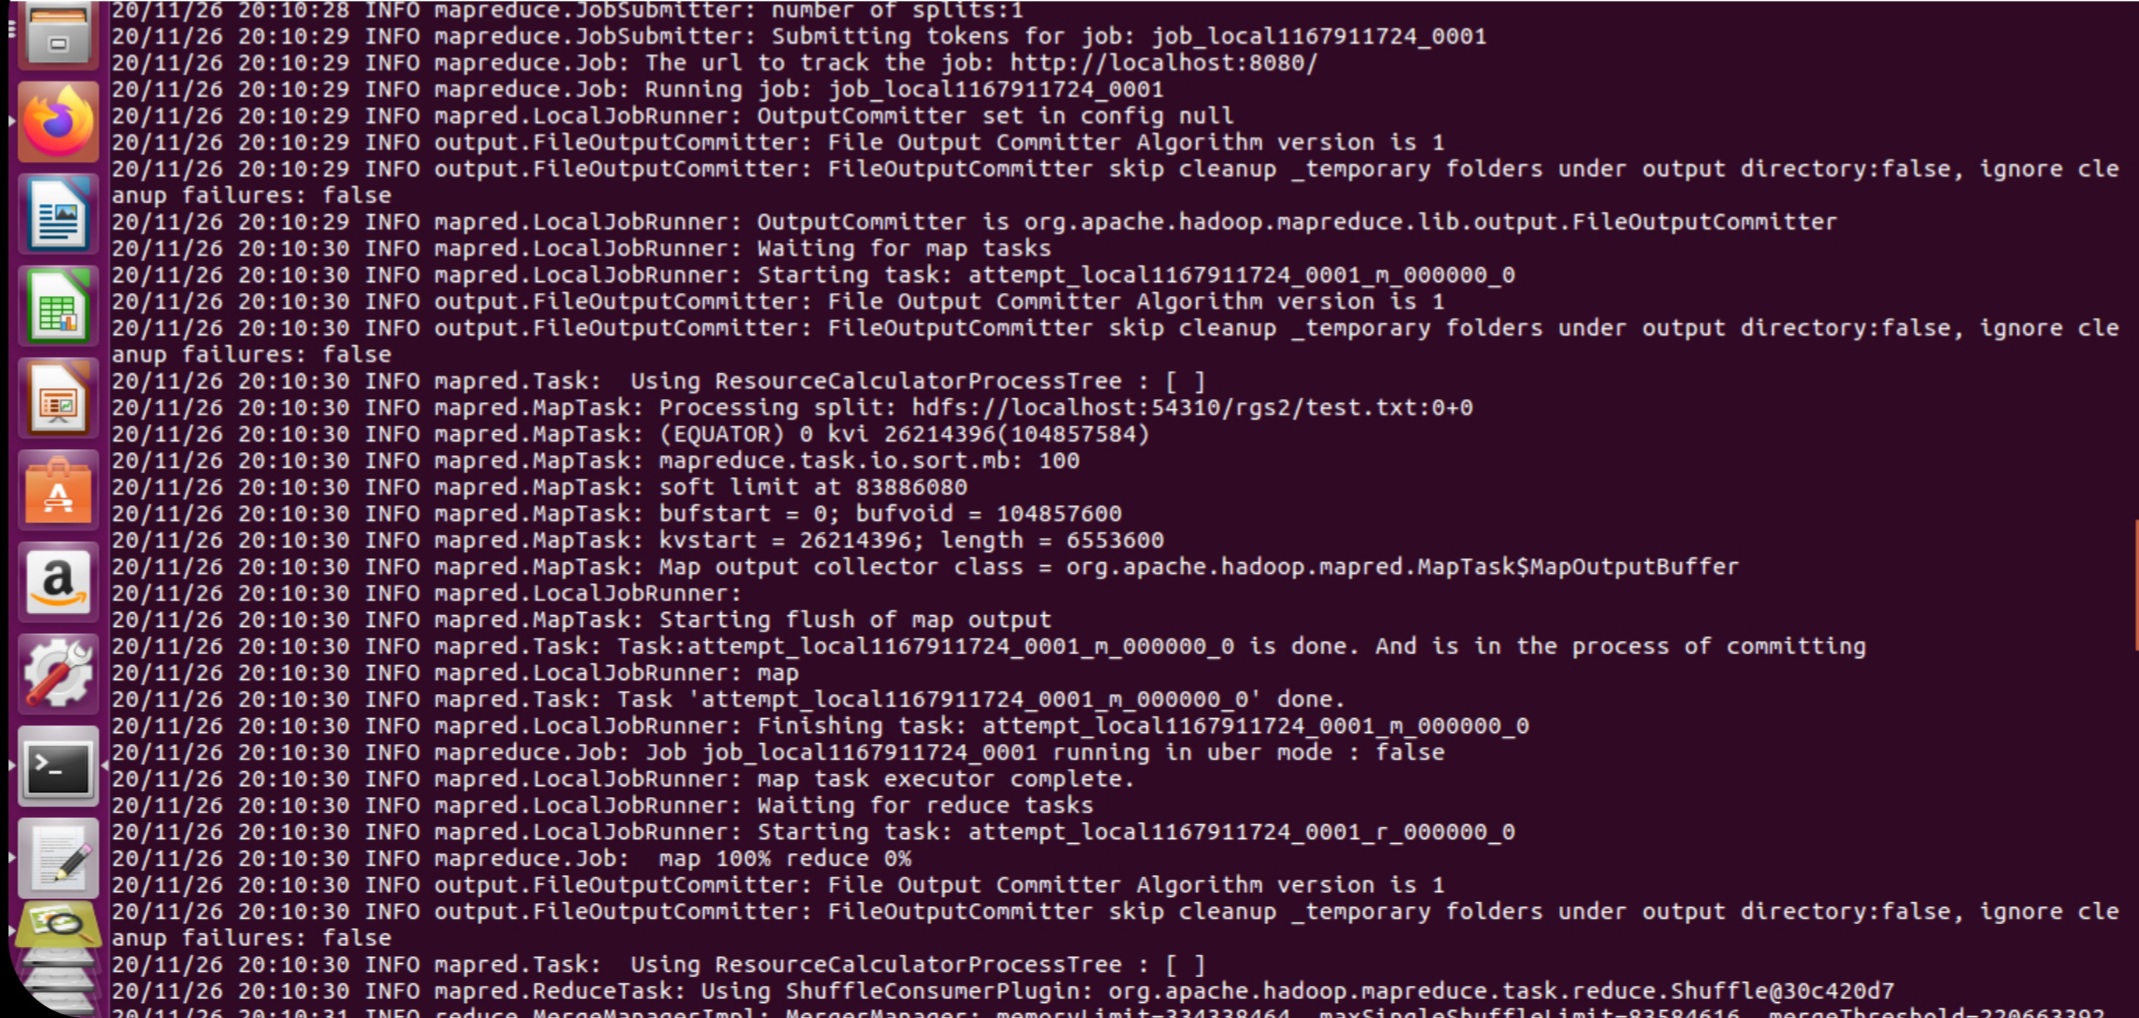 20/11/26 20:10:28 INFO mapreduce.JobSubmitter: number of splits:1
20/11/26 20:10:29 INFO mapreduce.JobSubmitter: Submitting tokens for job: job_local1167911724_0001
20/11/26 20:10:29 INFO mapreduce.Job: The url to track the job: http://localhost:8080/
20/11/26 20:10:29 INFO mapreduce.Job: Running job: job_local1167911724_0001
20/11/26 20:10:29 INFO mapred.LocalJobRunner: OutputCommitter set in config null
20/11/26 20:10:29 INFO output.FileOutputCommitter: File Output Committer Algorithm version is 1
20/11/26 20:10:29 INFO output.FileOutputCommitter: FileOutputCommitter skip cleanup _temporary folders under output directory:false, ignore cle
anup failures: false
20/11/26 20:10:29 INFO mapred.LocalJobRunner: OutputCommitter is org.apache.hadoop.mapreduce.lib.output.FileOutputCommitter
20/11/26 20:10:30 INFO mapred.LocalJobRunner: Waiting for map tasks
20/11/26 20:10:30 INFO mapred.LocalJobRunner: Starting task: attempt_local1167911724_0001_m_000000_0
20/11/26 20:10:30 INFO output.FileOutputCommitter: File Output Committer Algorithm version is 1
20/11/26 20:10:30 INFO output.FileOutputCommitter: FileOutputCommitter skip cleanup _temporary folders under output directory:false, ignore cle
anup failures: false
20/11/26 20:10:30 INFO mapred.Task:  Using ResourceCalculatorProcessTree : [ ]
20/11/26 20:10:30 INFO mapred.MapTask: Processing split: hdfs://localhost:54310/rgs2/test.txt:0+0
20/11/26 20:10:30 INFO mapred.MapTask: (EQUATOR) 0 kvi 26214396(104857584)
20/11/26 20:10:30 INFO mapred.MapTask: mapreduce.task.io.sort.mb: 100
20/11/26 20:10:30 INFO mapred.MapTask: soft limit at 83886080
20/11/26 20:10:30 INFO mapred.MapTask: bufstart = 0; bufvoid = 104857600
20/11/26 20:10:30 INFO mapred.MapTask: kvstart = 26214396; length = 6553600
20/11/26 20:10:30 INFO mapred.MapTask: Map output collector class = org.apache.hadoop.mapred.MapTask$MapOutputBuffer
20/11/26 20:10:30 INFO mapred.LocalJobRunner:
20/11/26 20:10:30 INFO mapred.MapTask: Starting flush of map output
20/11/26 20:10:30 INFO mapred.Task: Task:attempt_local1167911724_0001_m_000000_0 is done. And is in the process of committing
20/11/26 20:10:30 INFO mapred.LocalJobRunner: map
20/11/26 20:10:30 INFO mapred.Task: Task 'attempt_local1167911724_0001_m_000000_0' done.
20/11/26 20:10:30 INFO mapred.LocalJobRunner: Finishing task: attempt_local1167911724_0001_m_000000_0
20/11/26 20:10:30 INFO mapreduce.Job: Job job_local1167911724_0001 running in uber mode : false
20/11/26 20:10:30 INFO mapred.LocalJobRunner: map task executor complete.
20/11/26 20:10:30 INFO mapred.LocalJobRunner: Waiting for reduce tasks
20/11/26 20:10:30 INFO mapred.LocalJobRunner: Starting task: attempt_local1167911724_0001_r_000000_0
20/11/26 20:10:30 INFO mapreduce.Job:  map 100% reduce 0%
20/11/26 20:10:30 INFO output.FileOutputCommitter: File Output Committer Algorithm version is 1
20/11/26 20:10:30 INFO output.FileOutputCommitter: FileOutputCommitter skip cleanup _temporary folders under output directory:false, ignore cle
anup failures: false
20/11/26 20:10:30 INFO mapred.Task:  Using ResourceCalculatorProcessTree : [ ]
20/11/26 20:10:30 INFO mapred.ReduceTask: Using ShuffleConsumerPlugin: org.apache.hadoop.mapreduce.task.reduce.Shuffle@30c420d7
20/11/26 20:10:31 INFO reduce.MergeManagerImpl: MergerManager: memoryLimit=334338464, maxSingleShuffleLimit=83584616, mergeThreshold=220663392,